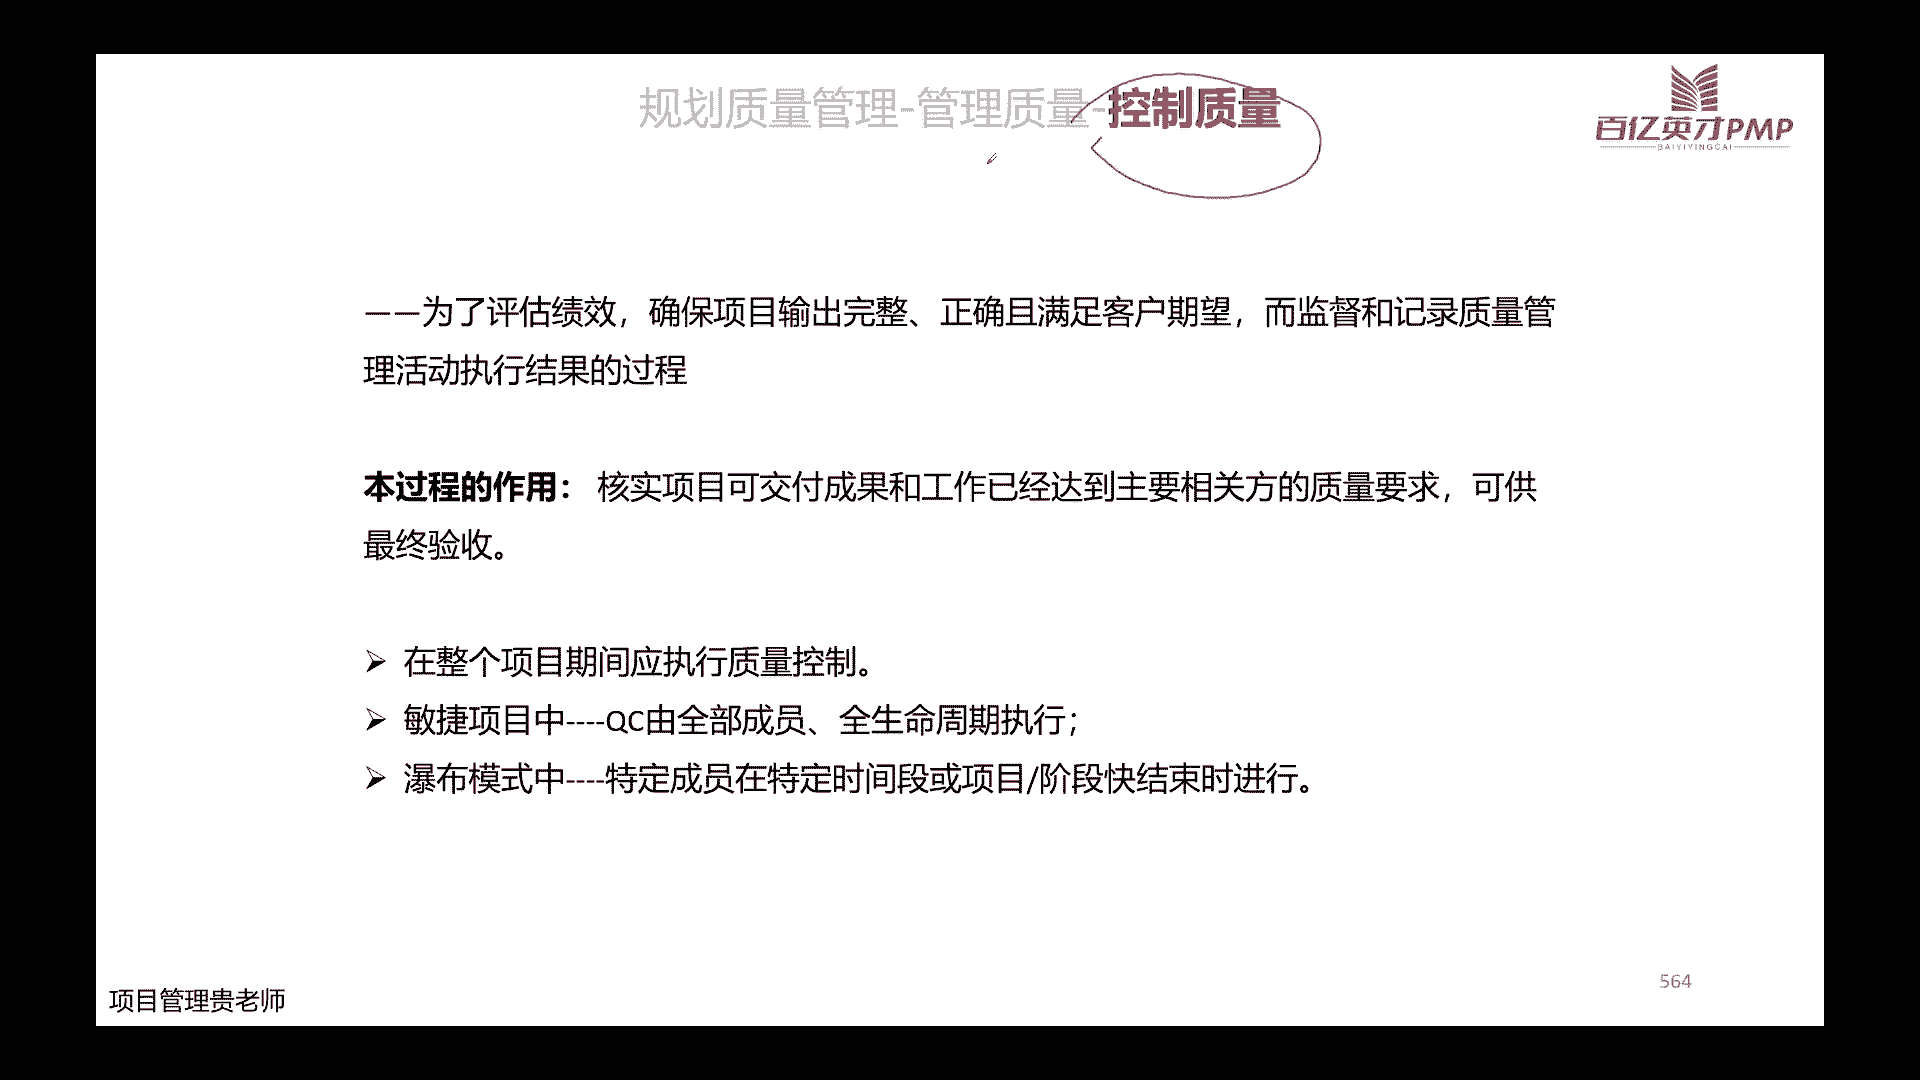 规划质量管理-管理质量-控制质量
百亿英才PMP
BAIYIYINGCAI
——为了评估绩效，确保项目输出完整、正确且满足客户期望，而监督和记录质量管
理活动执行结果的过程
本过程的作用： 核实项目可交付成果和工作已经达到主要相关方的质量要求，可供
最终验收。
➢ 在整个项目期间应执行质量控制。
➢ 敏捷项目中----QC由全部成员、全生命周期执行；
➢ 瀑布模式中----特定成员在特定时间段或项目/阶段快结束时进行。
564
项目管理贵老师